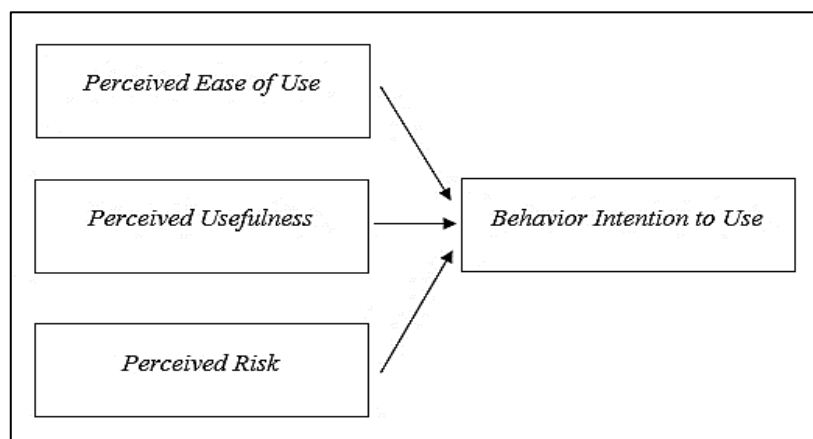 Perceived Ease of Use
Perceived Usefulness
Behavior Intention to Use
Perceived Risk